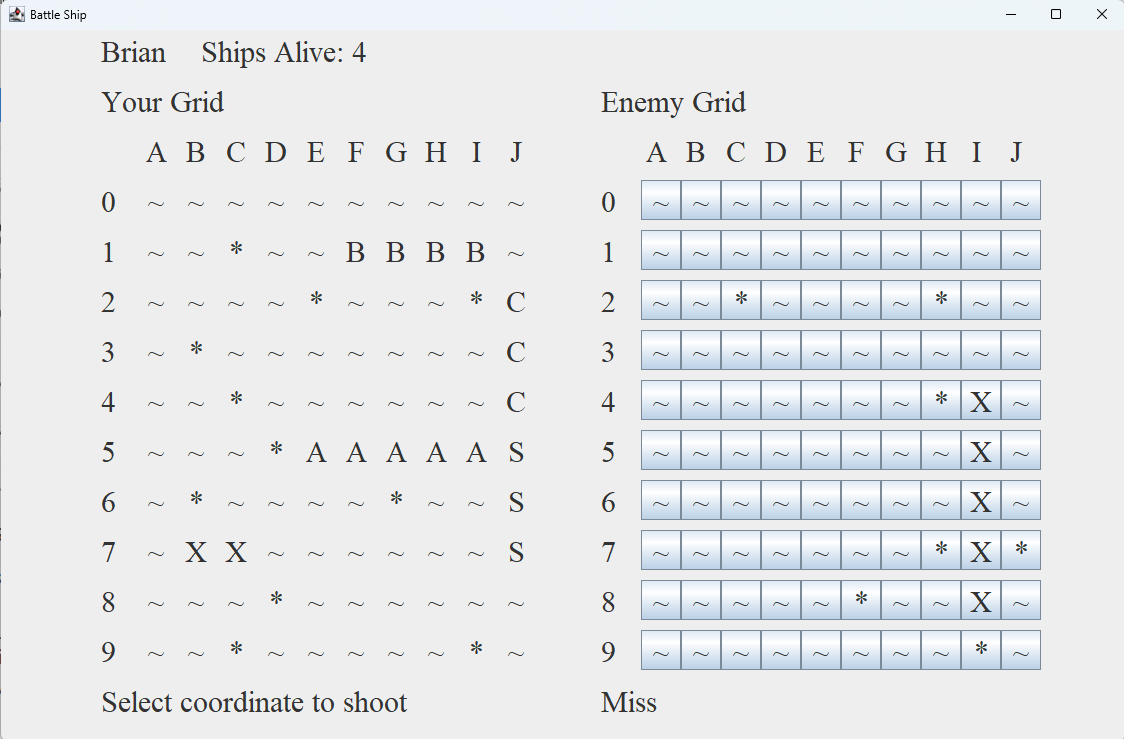 Battle Ship
Brian Ships Alive: 4
Your Grid Enemy Grid
A B C D E F G H I J A B C D E F G H I J
0 ~ ~ ~ ~ ~ ~ ~ ~ ~ ~ 0 ~ ~ ~ ~ ~ ~ ~ ~ ~ ~
1 ~ ~ * ~ ~ B B B B ~ 1 ~ ~ ~ ~ ~ ~ ~ ~ ~ ~
2 ~ ~ ~ ~ * ~ ~ ~ * C 2 ~ ~ * ~ ~ ~ ~ * ~ ~
3 ~ * ~ ~ ~ ~ ~ ~ ~ C 3 ~ ~ ~ ~ ~ ~ ~ ~ ~ ~
4 ~ ~ * ~ ~ ~ ~ ~ ~ C 4 ~ ~ ~ ~ ~ ~ ~ * X ~
5 ~ ~ ~ * A A A A A S 5 ~ ~ ~ ~ ~ ~ ~ ~ X ~
6 ~ * ~ ~ ~ ~ * ~ ~ S 6 ~ ~ ~ ~ ~ ~ ~ ~ X ~
7 ~ X X ~ ~ ~ ~ ~ ~ S 7 ~ ~ ~ ~ ~ ~ ~ * X *
8 ~ ~ ~ * ~ ~ ~ ~ ~ ~ 8 ~ ~ ~ ~ ~ * ~ ~ X ~
9 ~ ~ * ~ ~ ~ ~ ~ * ~ 9 ~ ~ ~ ~ ~ ~ ~ ~ * ~
Select coordinate to shoot Miss